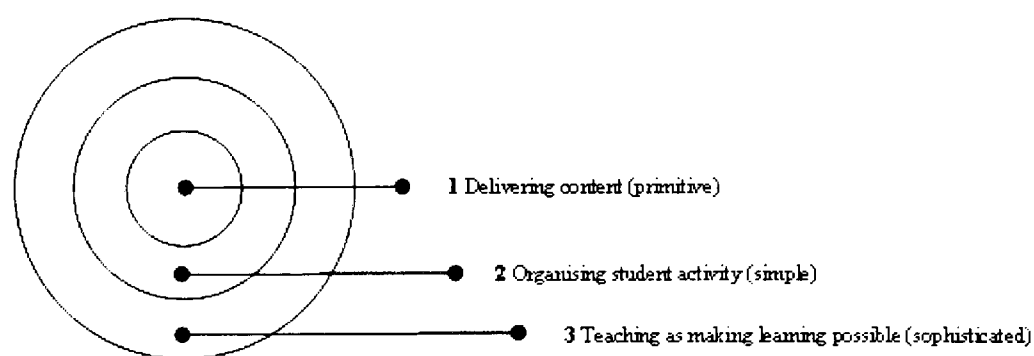 1 Delivering content (primitive)
2 Organising student activity (simple)
3 Teaching as making learning possible (sophisticated)